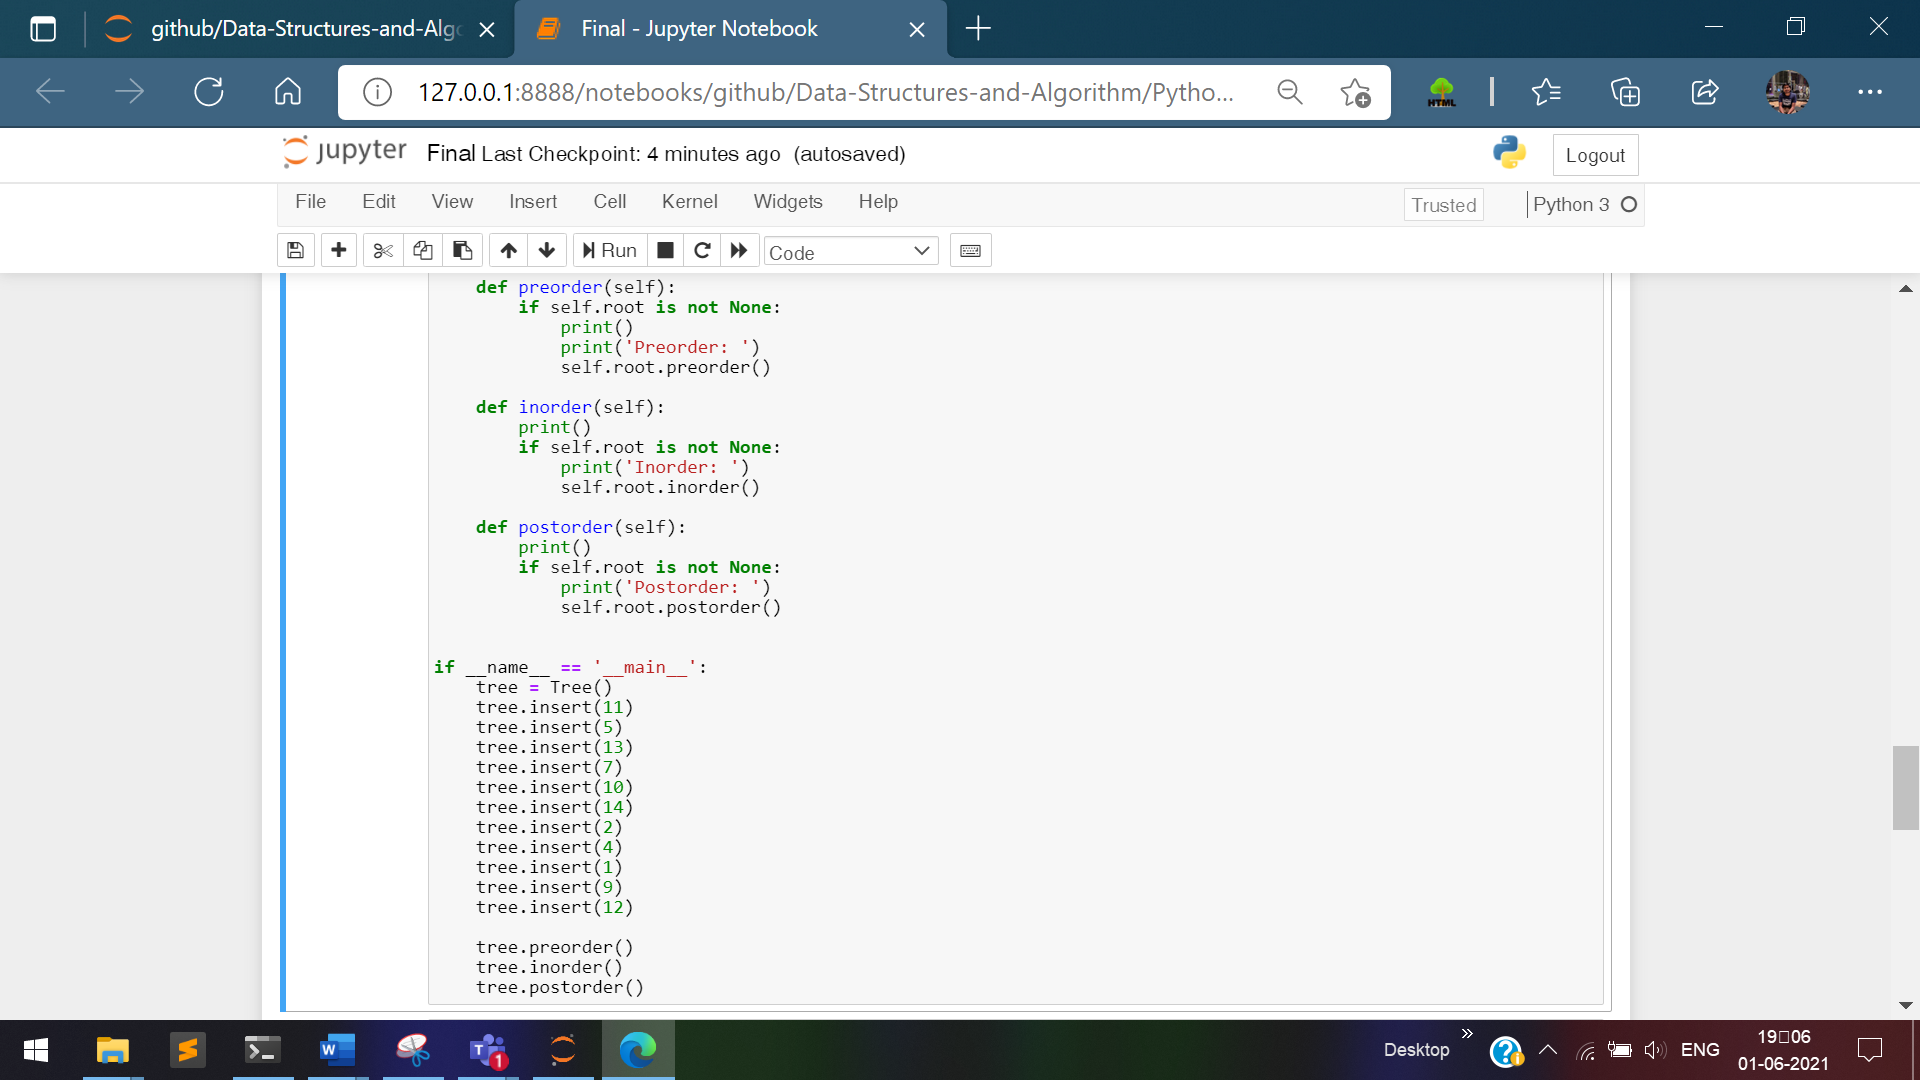 github/Data-Structures-and-Algo
Final - Jupyter Notebook
127.0.0.1:8888/notebooks/github/Data-Structures-and-Algorithm/Pytho...
HTML
jupyter Final Last Checkpoint: 4 minutes ago (autosaved)
Logout
File Edit View Insert Cell Kernel Widgets Help
Trusted
Python 3
Run
Code
def preorder(self):
if self.root is not None:
print()
print('Preorder: ')
self.root.preorder()
def inorder(self):
print()
if self.root is not None:
print('Inorder: ')
self.root.inorder()
def postorder(self):
print()
if self.root is not None:
print('Postorder: ')
self.root.postorder()
if __name__ == '__main__':
tree = Tree()
tree.insert(11)
tree.insert(5)
tree.insert(13)
tree.insert(7)
tree.insert(10)
tree.insert(14)
tree.insert(2)
tree.insert(4)
tree.insert(1)
tree.insert(9)
tree.insert(12)
tree.preorder()
tree.inorder()
tree.postorder()
W
T
1
Desktop
ENG
19▯06
01-06-2021